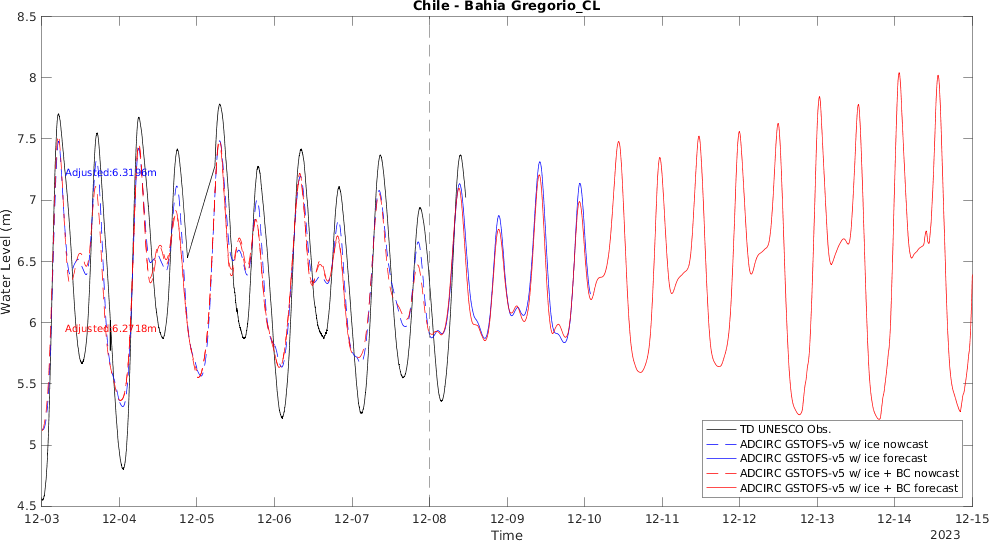 Chile - Bahia Gregorio_CL
8.5
8
7.5
7
6.5
6
5.5
5
4.5
Water Level (m)
Adjusted:6.3196m
Adjusted:6.2718m
TD UNESCO Obs.
ADCIRC GSTOFS-v5 w/ ice nowcast
ADCIRC GSTOFS-v5 w/ ice forecast
ADCIRC GSTOFS-v5 w/ ice + BC nowcast
ADCIRC GSTOFS-v5 w/ ice + BC forecast
12-03 12-04 12-05 12-06 12-07 12-08 12-09 12-10 12-11 12-12 12-13 12-14 12-15
Time
2023